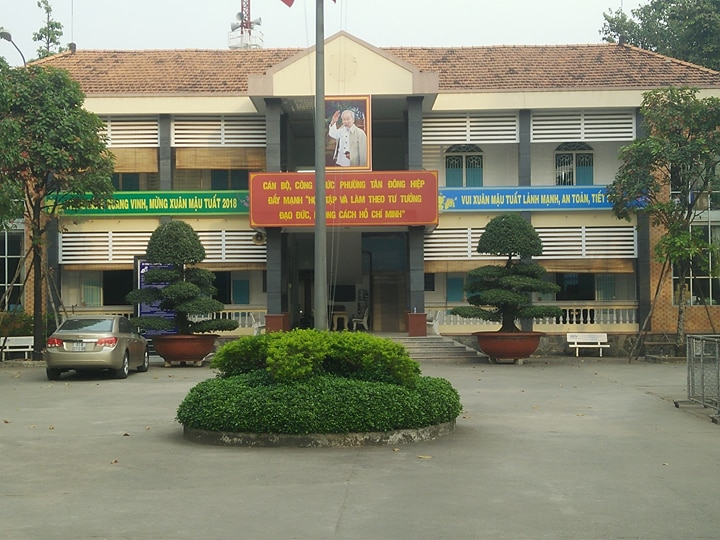 QUANG VINH, MỪNG XUÂN MẬU TUẤT 2018
CÁN BỘ, CÔNG CHỨC PHƯỜNG TÂN ĐÔNG HIỆP
ĐẨY MẠNH "HỌC TẬP VÀ LÀM THEO TƯ TƯỞNG
ĐẠO ĐỨC, PHONG CÁCH HỒ CHÍ MINH"
VUI XUÂN MẬU TUẤT LÀNH MẠNH, AN TOÀN, TIẾT